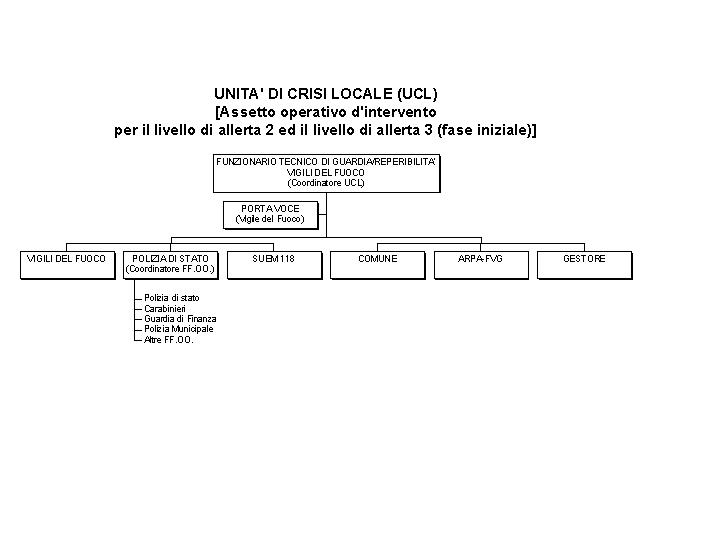 UNITA' DI CRISI LOCALE (UCL)
[Assetto operativo d'intervento
per il livello di allerta 2 ed il livello di allerta 3 (fase iniziale)]
FUNZIONARIO TECNICO DI GUARDIA/REPERIBILITA'
VIGILI DEL FUOCO
(Coordinatore UCL)
PORTAVOCE
(Vigile del Fuoco)
VIGILI DEL FUOCO
POLIZIA DI STATO
(Coordinatore FF.OO.)
SUEM 118
COMUNE
ARPA-FVG
GESTORE
Polizia di stato
Carabinieri
Guardia di Finanza
Polizia Municipale
Altre FF.OO.